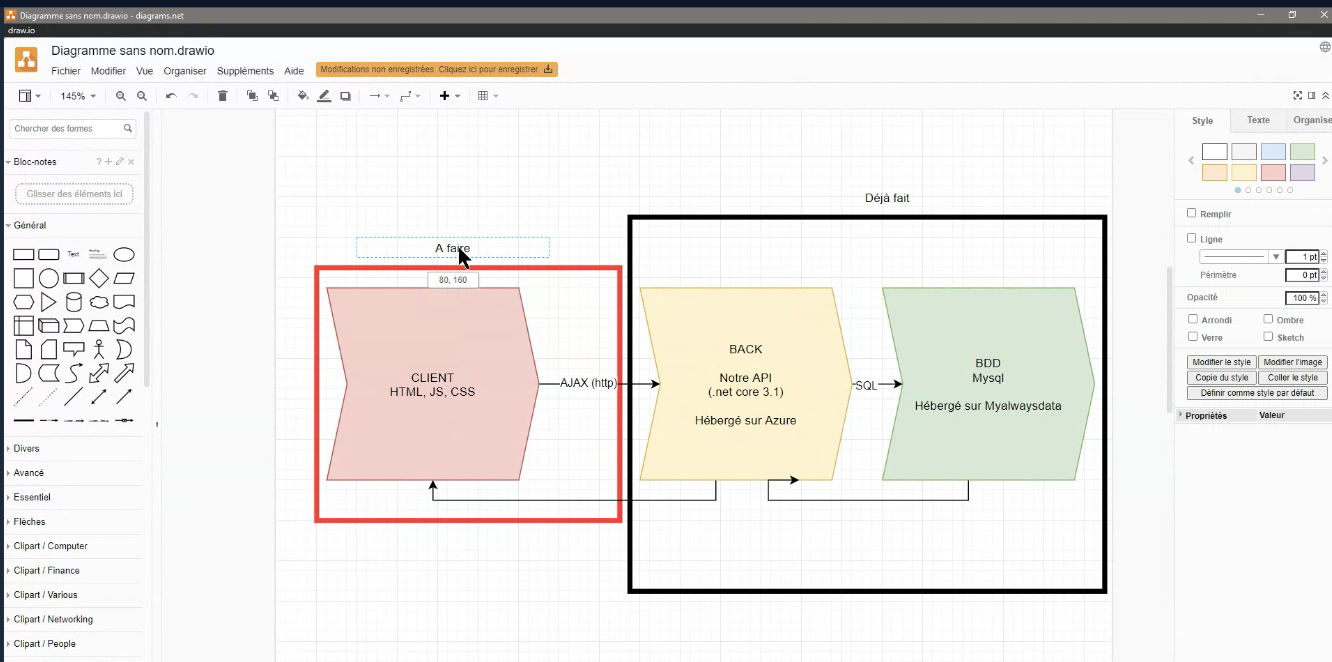 Diagramme sans nom.drawio - diagrams.net
draw.io
Diagramme sans nom.drawio
Fichier Modifier Vue Organiser Suppléments Aide
Modifications non enregistrées. Cliquez ici pour enregistrer.
145%
Chercher des formes
Bloc-notes
?
Glisser des éléments ici
Général
Text
Heading
Divers
Avancé
Essentiel
Flèches
Clipart / Computer
Clipart / Finance
Clipart / Various
Clipart / Networking
Clipart / People
A faire
80, 160
CLIENT
HTML, JS, CSS
AJAX (http)
Déjà fait
BACK
Notre API
(.net core 3.1)
Hébergé sur Azure
SQL
BDD
Mysql
Hébergé sur Myalwaysdata
Style Texte Organise
Remplir
Ligne
1 pt
Périmètre 0 pt
Opacité 100 %
Arrondi Ombre
Verre Sketch
Modifier le style Modifier l'image
Copie du style Coller le style
Définir comme style par défaut
Propriétés Valeur